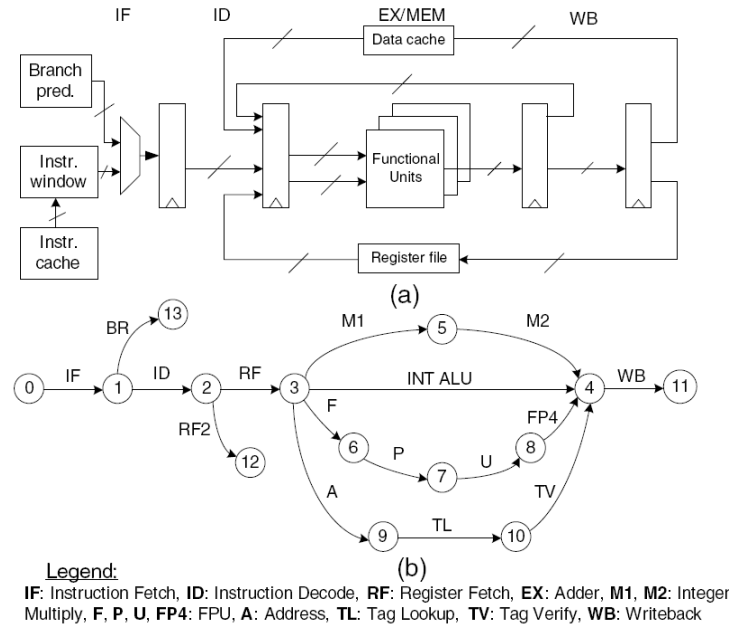 IF ID EX/MEM WB
Data cache
Branch
pred.
Instr.
window
Instr.
cache
Functional
Units
Register file
(a)
BR
13
M1
5
M2
0
IF
1
ID
2
RF
3
INT ALU
4
WB
11
RF2
12
F
6
P
7
U
8
FP4
A
9
TL
10
TV
(b)
Legend:
IF: Instruction Fetch, ID: Instruction Decode, RF: Register Fetch, EX: Adder, M1, M2: Integer
Multiply, F, P, U, FP4: FPU, A: Address, TL: Tag Lookup, TV: Tag Verify, WB: Writeback